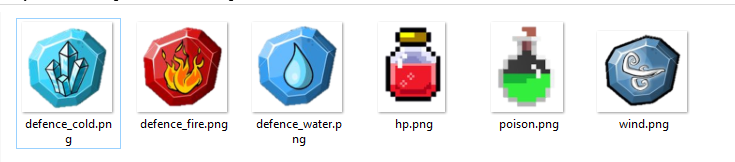 defence_cold.pn
g
defence_fire.png
defence_water.p
ng
hp.png
poison.png
wind.png